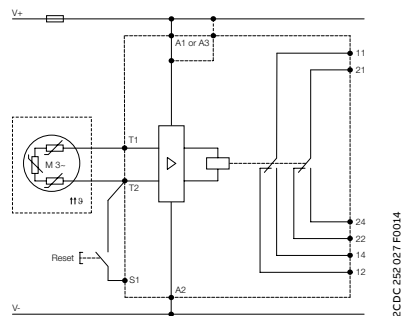 V+
A1 or A3
11
21
T1
M 3~
T2
ϑ
24
22
Reset
14
S1
12
A2
V-
2CDC 252 027 F0014